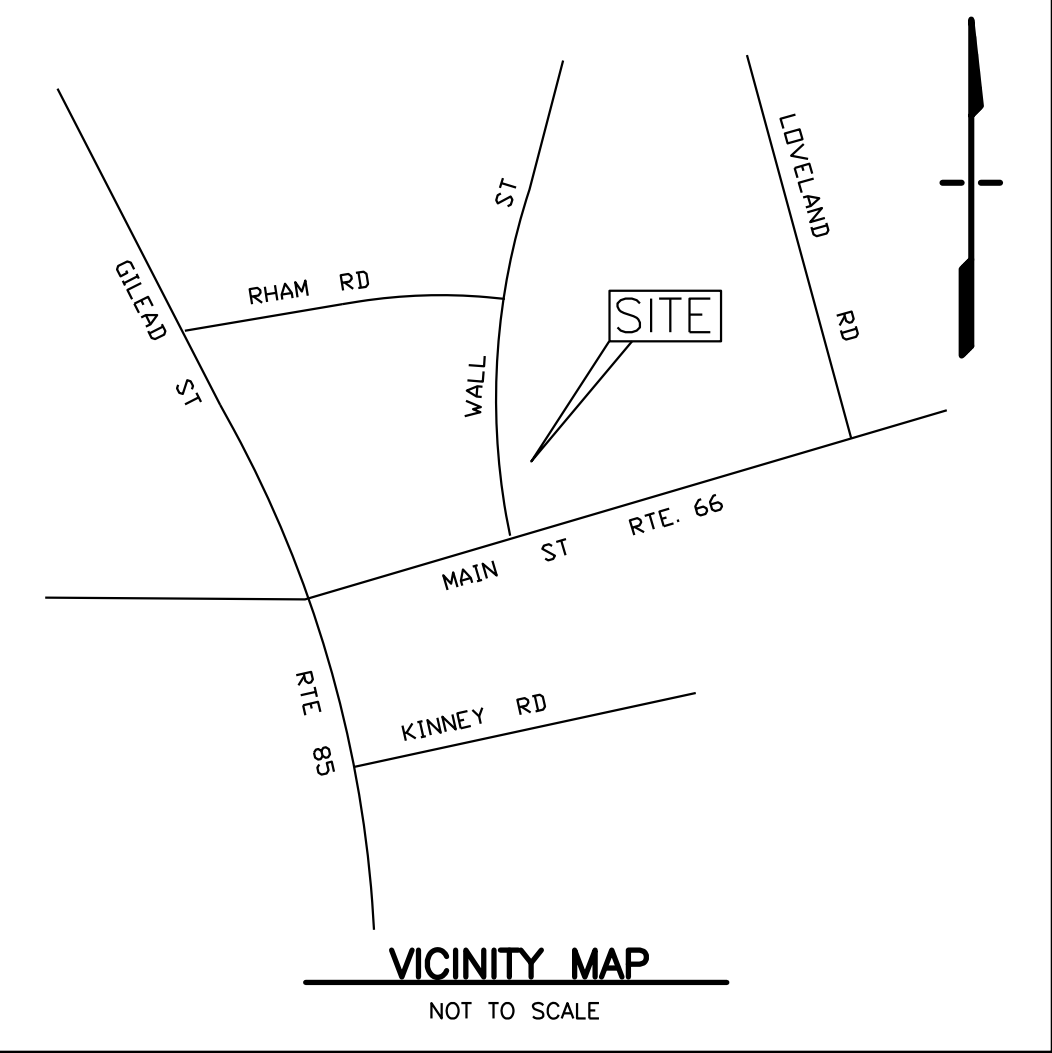 LOVELAND RD
WALL ST
GILEAD ST
RHAM RD
SITE
MAIN ST RTE. 66
RTE 85
KINNEY RD
VICINITY MAP
NOT TO SCALE